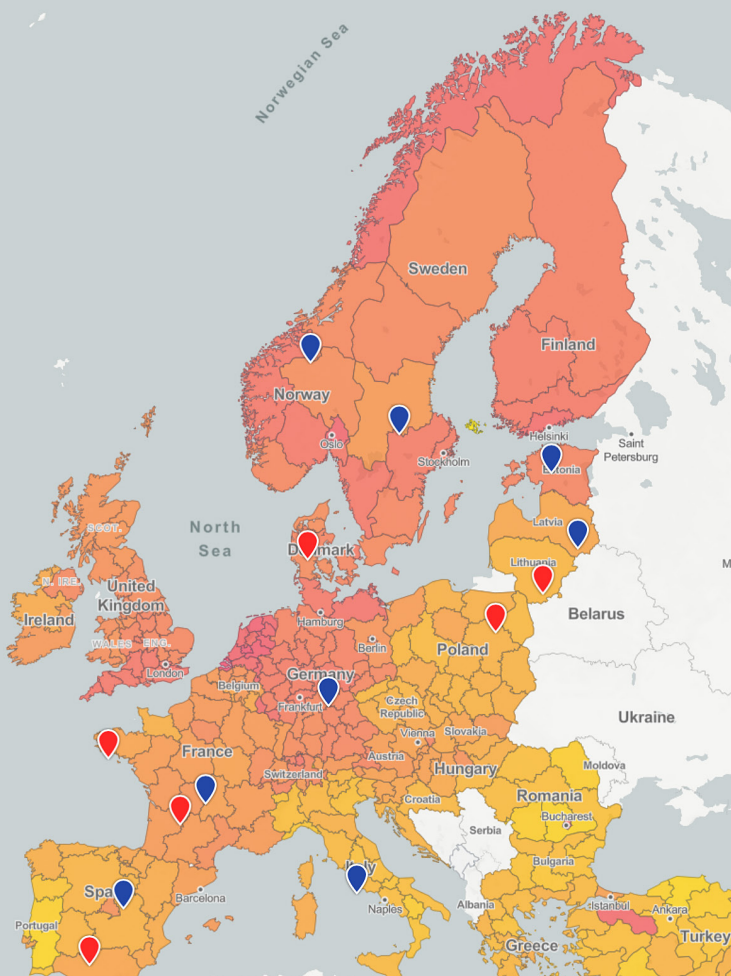 Norwegian Sea
Sweden
Finland
Norway
Oslo
Helsinki
Saint
Petersburg
Stockholm
Estonia
SCOT.
North
Sea
Latvia
Denmark
Lithuania
N. IRE.
United
Kingdom
Ireland
Belarus
Hamburg
WALES ENG.
Berlin
Poland
London
Germany
Belgium
Frankfurt
Czech
Republic
Ukraine
Vienna
Slovakia
France
Austria
Moldova
Switzerland
Hungary
Romania
Croatia
Bucharest
Serbia
Italy
Bulgaria
Spa
Barcelona
Naples
Albania
Istanbul
Ankara
Portugal
Greece
Turkey
M